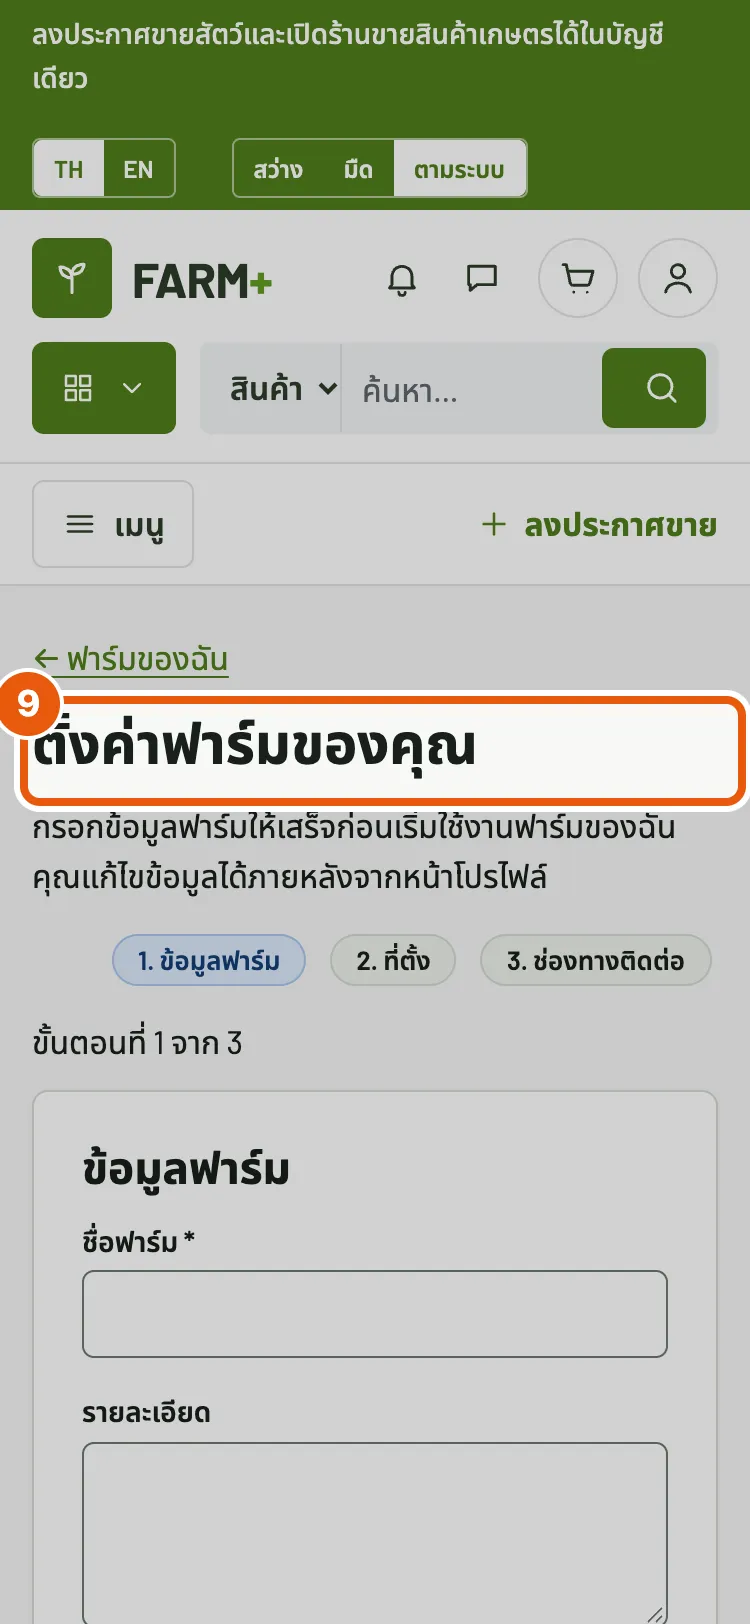 ลงประกาศขายสัตว์และเปิดร้านขายสินค้าเกษตรได้ในบัญชี
เดียว
TH EN สว่าง มืด ตามระบบ
FARM+
สินค้า ค้นหา...
เมนู + ลงประกาศขาย
← ฟาร์มของฉัน
9
ตั้งค่าฟาร์มของคุณ
กรอกข้อมูลฟาร์มให้เสร็จก่อนเริ่มใช้งานฟาร์มของฉัน
คุณแก้ไขข้อมูลได้ภายหลังจากหน้าโปรไฟล์
1. ข้อมูลฟาร์ม 2. ที่ตั้ง 3. ช่องทางติดต่อ
ขั้นตอนที่ 1 จาก 3
ข้อมูลฟาร์ม
ชื่อฟาร์ม *
รายละเอียด